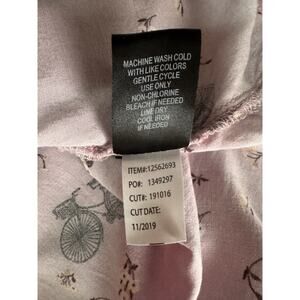 MACHINE WASH COLD
WITH LIKE COLORS
GENTLE CYCLE
USE ONLY
NON-CHLORINE
BLEACH IF NEEDED
LINE DRY
COOL IRON
IF NEEDED
ITEM#: 12562693
PO#: 1349297
CUT#: 191016
CUT DATE:
11/2019